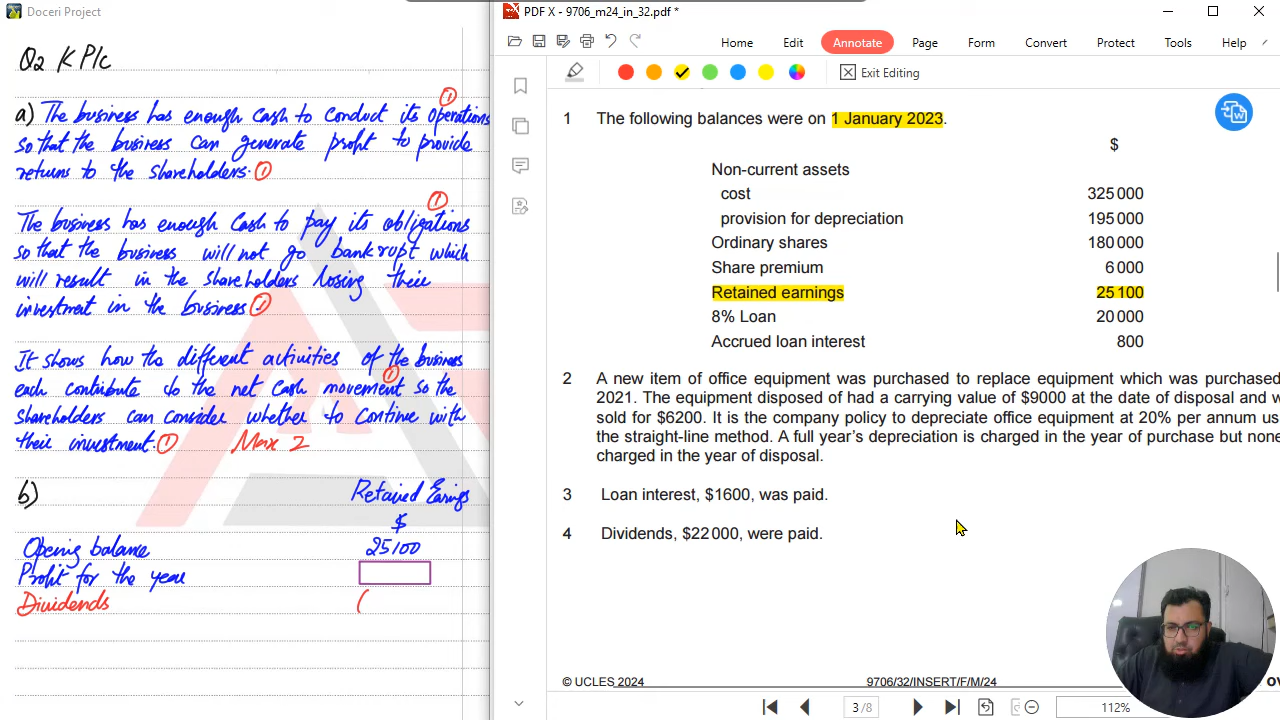 Doceri Project
Q2 K Plc
a) The business has enough cash to conduct its operations ①
so that the business can generate profit to provide
returns to the shareholders. ①
The business has enough cash to pay its obligations ①
so that the business will not go bankrupt which
will result in the shareholders losing their
investment in the business ①
It shows how the different activities of the business
each contribute to the net cash movement ① so the
shareholders can consider whether to continue with
their investment. ① Max 2
b) Retained Earings
$
Opening balance 25100
Profit for the year
Dividends (
PDF X - 9706_m24_in_32.pdf *
Home Edit Annotate Page Form Convert Protect Tools Help
Exit Editing
1 The following balances were on 1 January 2023.
$
Non-current assets
cost 325 000
provision for depreciation 195 000
Ordinary shares 180 000
Share premium 6 000
Retained earnings 25 100
8% Loan 20 000
Accrued loan interest 800
2 A new item of office equipment was purchased to replace equipment which was purchased
2021. The equipment disposed of had a carrying value of $9000 at the date of disposal and w
sold for $6200. It is the company policy to depreciate office equipment at 20% per annum us
the straight-line method. A full year's depreciation is charged in the year of purchase but none
charged in the year of disposal.
3 Loan interest, $1600, was paid.
4 Dividends, $22 000, were paid.
© UCLES 2024 9706/32/INSERT/F/M/24 ov
3 /8 112%